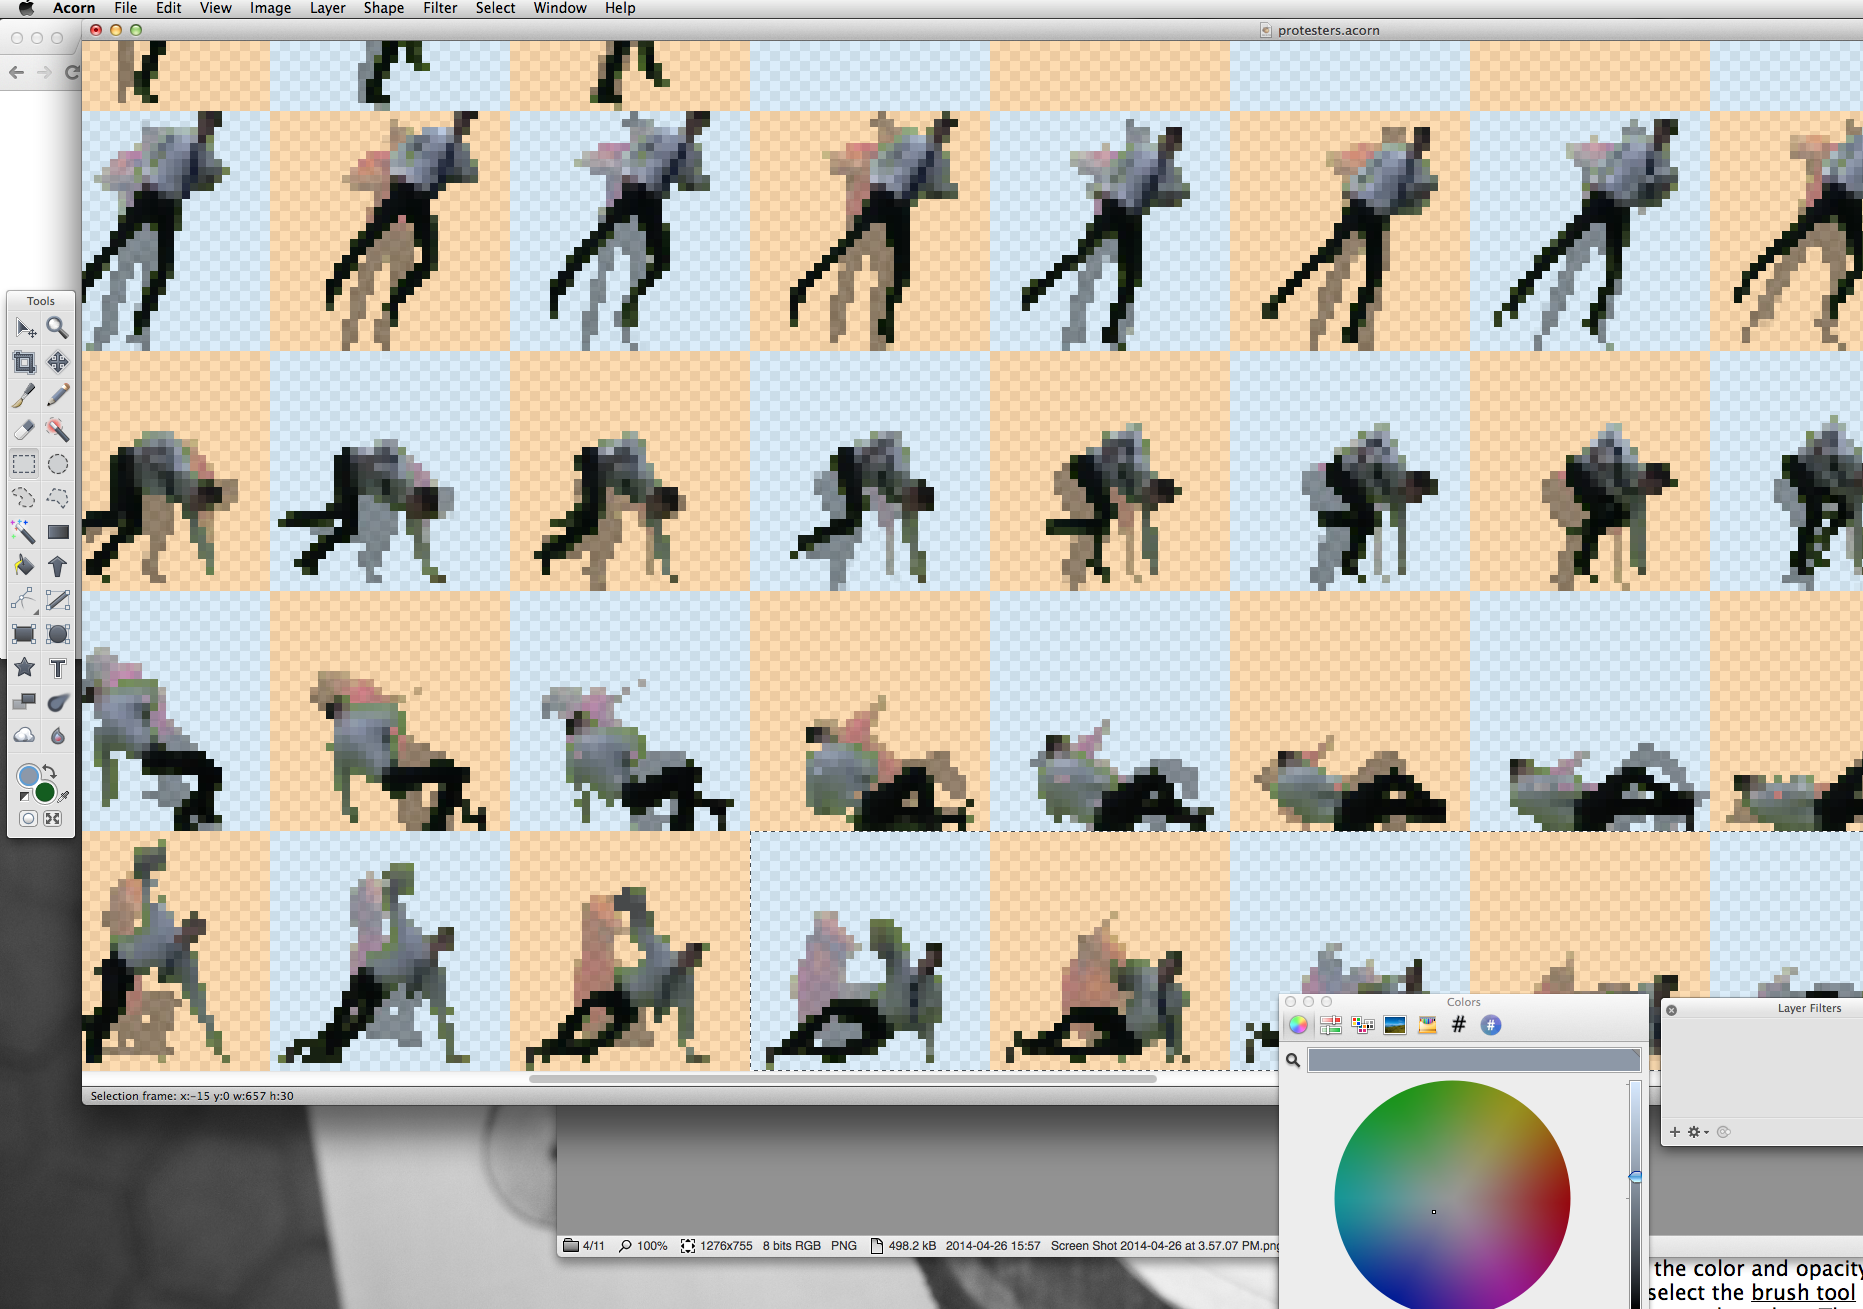 Acorn File Edit View Image Layer Shape Filter Select Window Help
protesters.acorn
Tools
T
Selection frame: x:-15 y:0 w:657 h:30
Colors
# #
Layer Filters
4/11 100% 1276x755 8 bits RGB PNG 498.2 kB 2014-04-26 15:57 Screen Shot 2014-04-26 at 3.57.07 PM.png
the color and opacity
select the brush tool